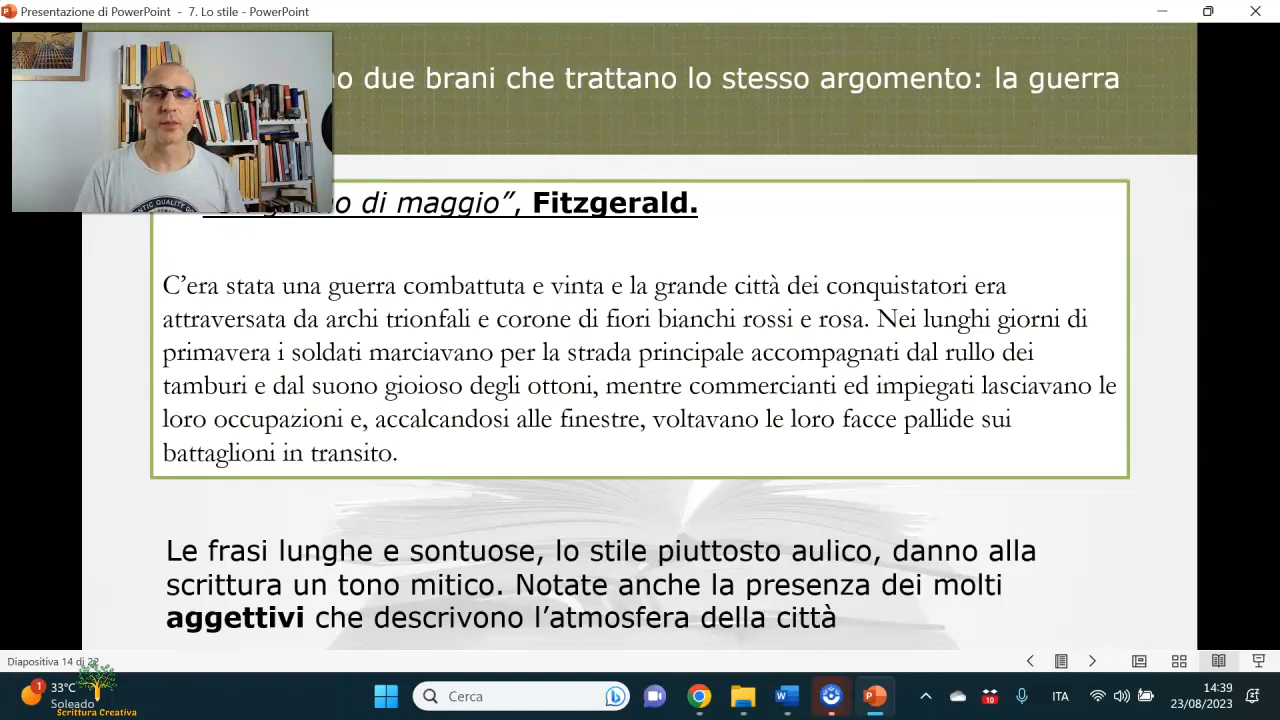 Presentazione di PowerPoint - 7. Lo stile - PowerPoint
due brani che trattano lo stesso argomento: la guerra
di maggio”, Fitzgerald.
C’era stata una guerra combattuta e vinta e la grande città dei conquistatori era
attraversata da archi trionfali e corone di fiori bianchi rossi e rosa. Nei lunghi giorni di
primavera i soldati marciavano per la strada principale accompagnati dal rullo dei
tamburi e dal suono gioioso degli ottoni, mentre commercianti ed impiegati lasciavano le
loro occupazioni e, accalcandosi alle finestre, voltavano le loro facce pallide sui
battaglioni in transito.
Le frasi lunghe e sontuose, lo stile piuttosto aulico, danno alla
scrittura un tono mitico. Notate anche la presenza dei molti
aggettivi che descrivono l’atmosfera della città
Diapositiva 14 di
1
33°C
Soleado
Scrittura Creativa
Cerca
10
ITA
14:39
23/08/2023